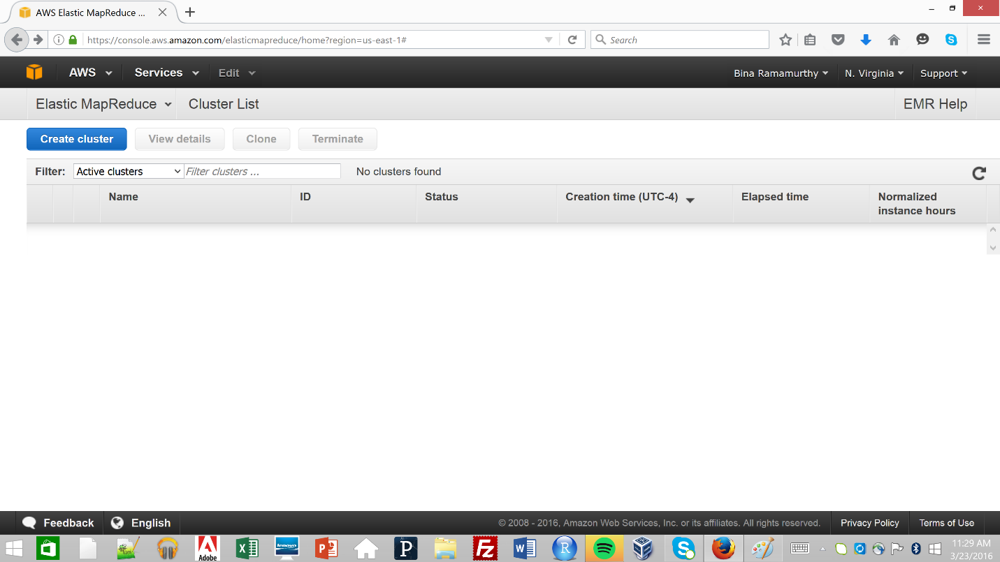 AWS Elastic MapReduce ...
https://console.aws.amazon.com/elasticmapreduce/home?region=us-east-1#
Search
AWS Services Edit Bina Ramamurthy N. Virginia Support
Elastic MapReduce Cluster List EMR Help
Create cluster View details Clone Terminate
Filter: Active clusters Filter clusters ... No clusters found
Name ID Status Creation time (UTC-4) Elapsed time Normalized instance hours
Feedback English © 2008 - 2016, Amazon Web Services, Inc. or its affiliates. All rights reserved. Privacy Policy Terms of Use
Adobe
lenovo
P
Fz
R
11:29 AM
3/23/2016